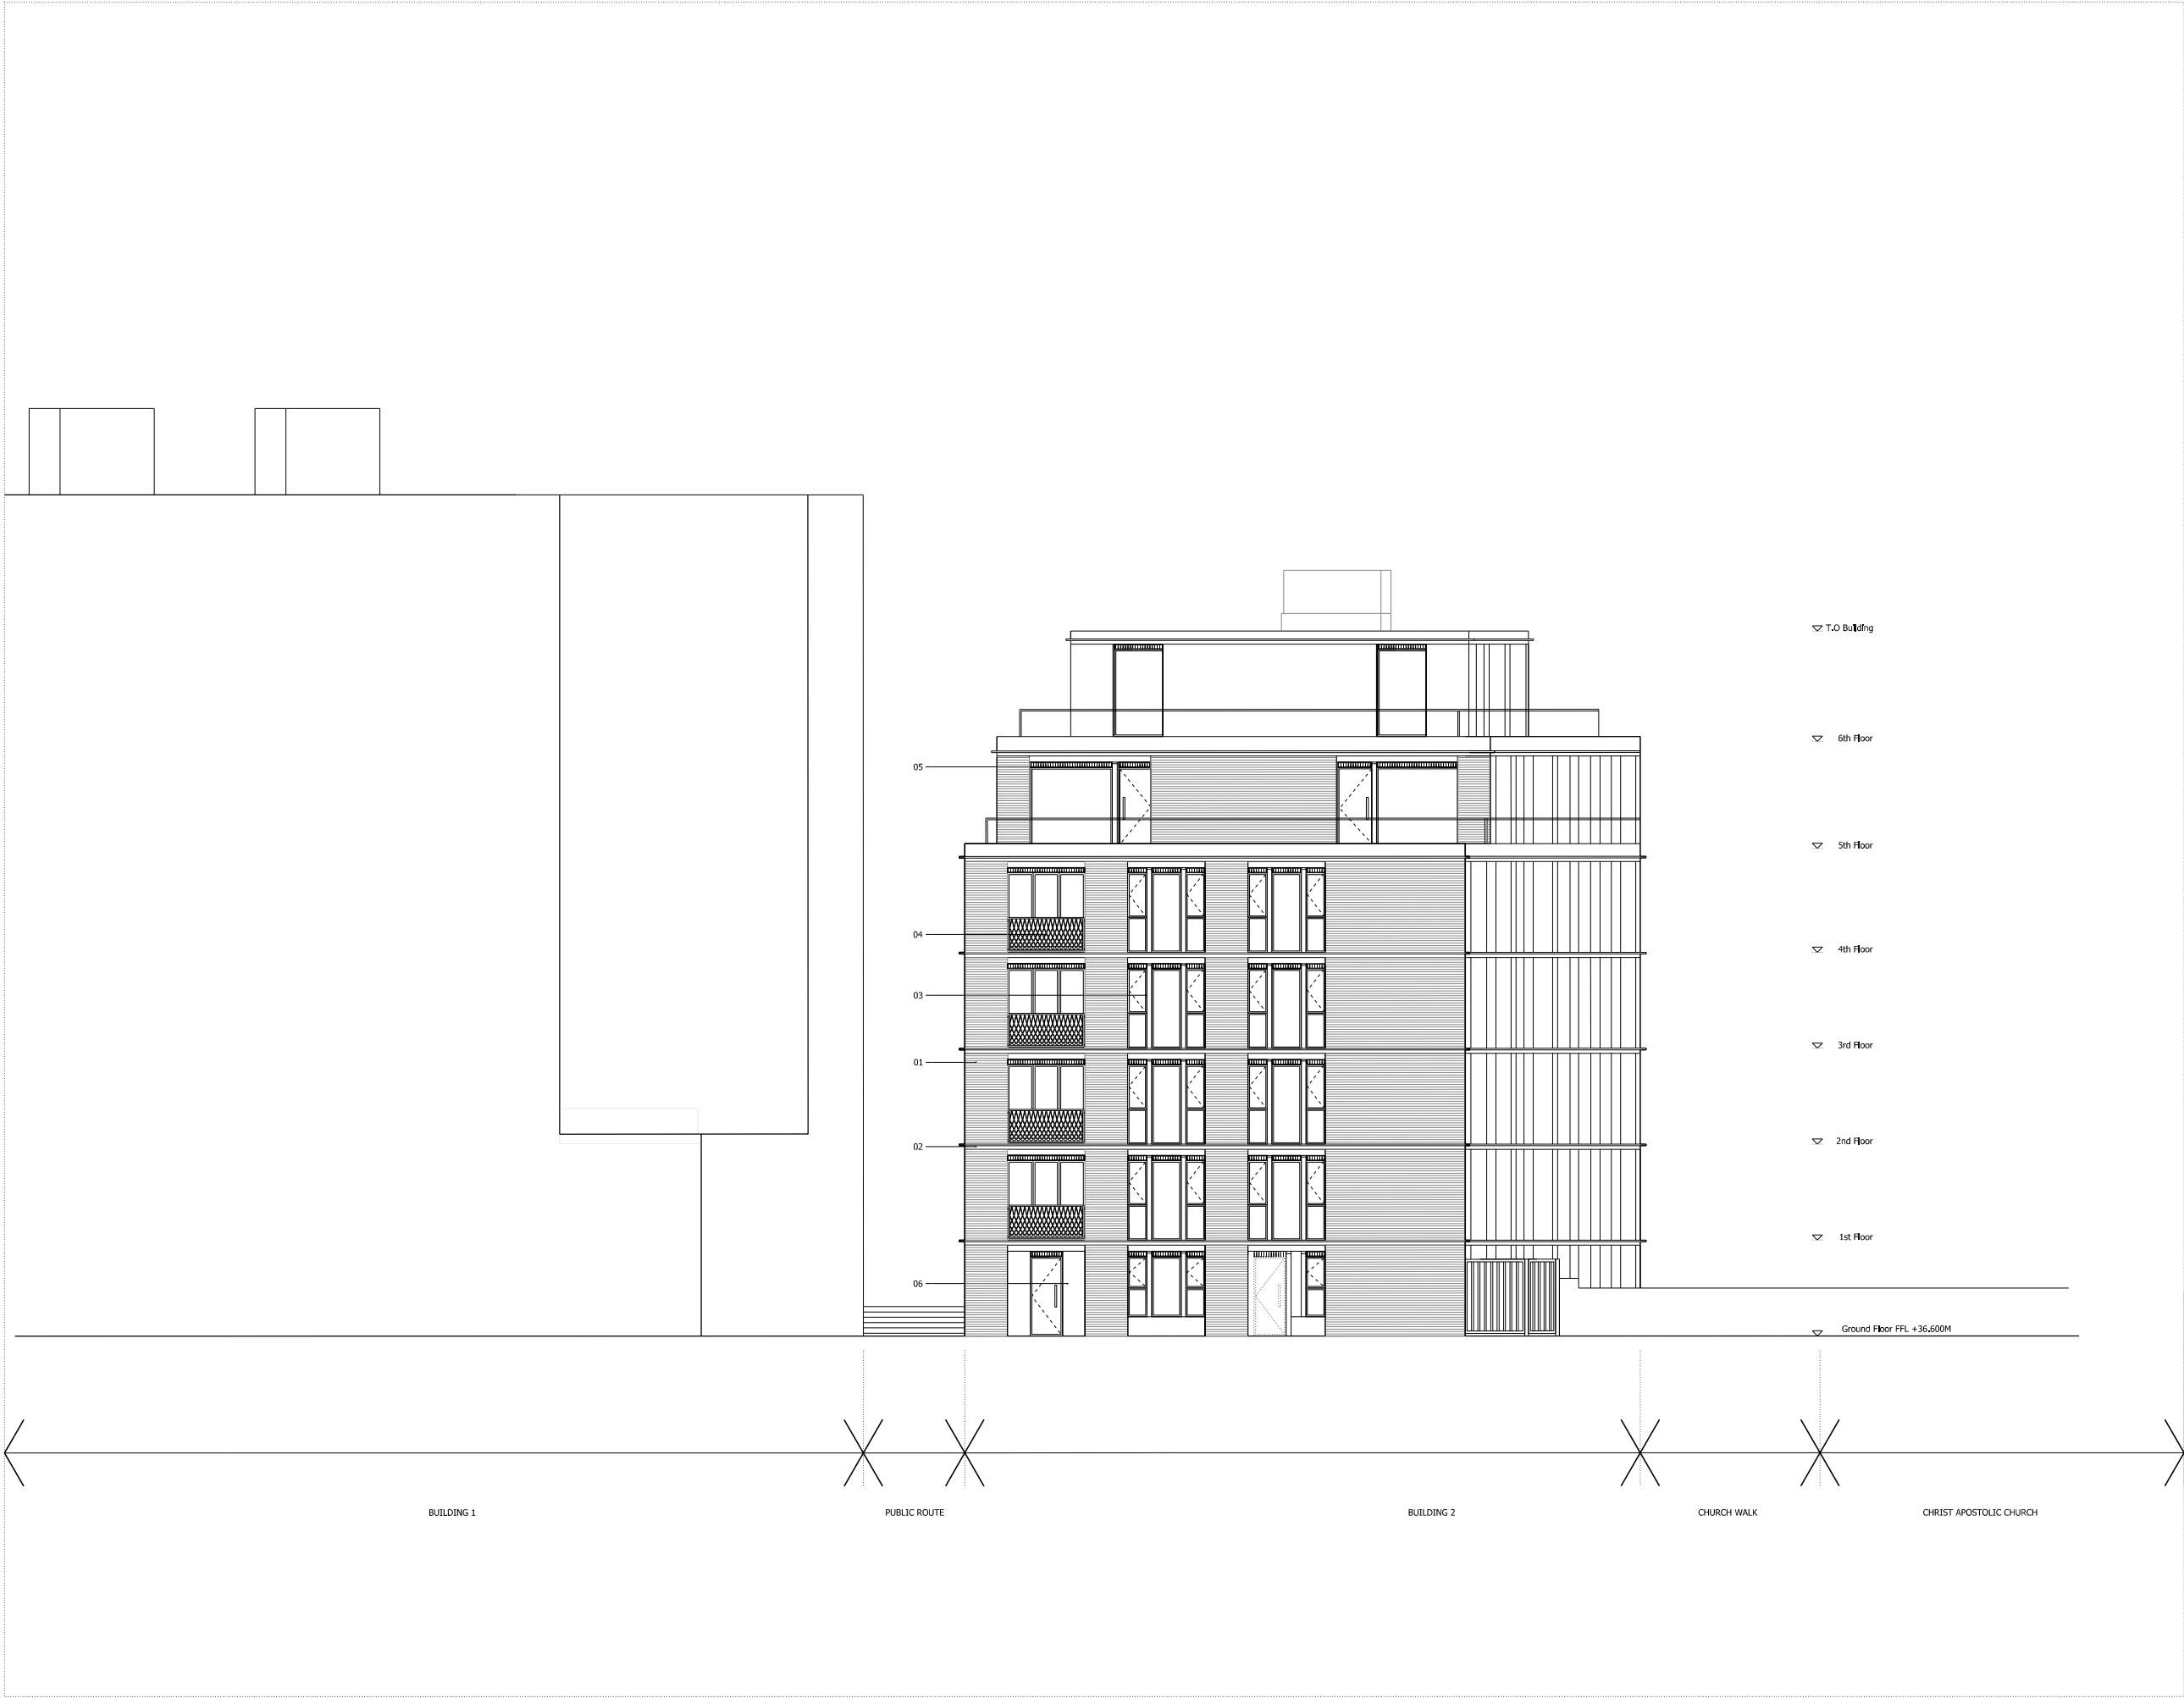 T.O Building
6th Floor
05
5th Floor
04
4th Floor
03
3rd Floor
01
2nd Floor
02
1st Floor
06
Ground Floor FFL +36.600M
BUILDING 1
PUBLIC ROUTE
BUILDING 2
CHURCH WALK
CHRIST APOSTOLIC CHURCH